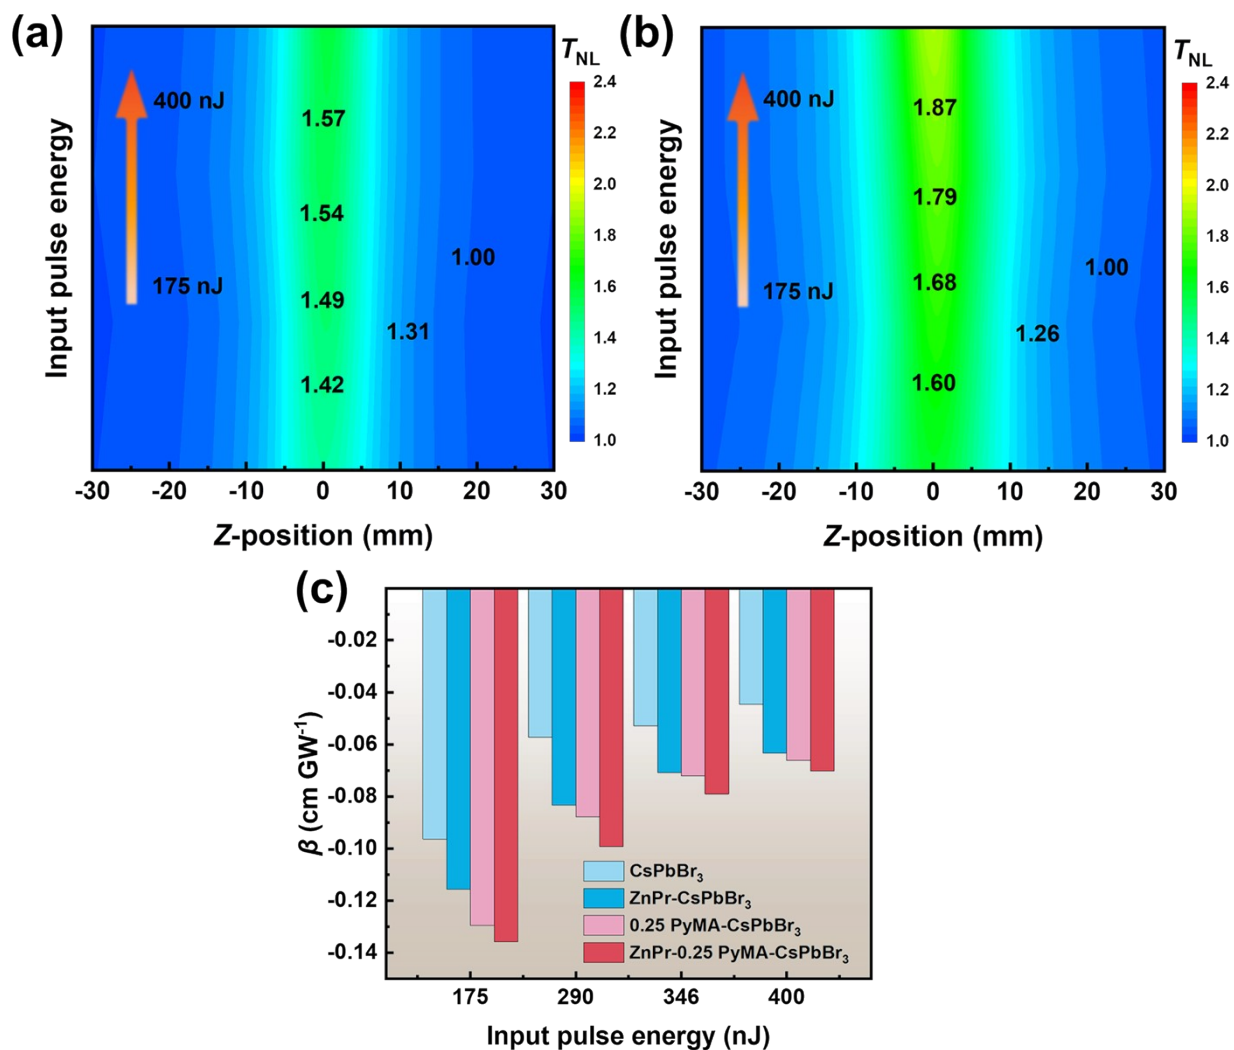 (a)
T_NL
400 nJ
175 nJ
1.57
1.54
1.49
1.42
1.31
1.00
2.4
2.2
2.0
1.8
1.6
1.4
1.2
1.0
Input pulse energy
-30 -20 -10 0 10 20 30
Z-position (mm)
(b)
T_NL
400 nJ
175 nJ
1.87
1.79
1.68
1.60
1.26
1.00
2.4
2.2
2.0
1.8
1.6
1.4
1.2
1.0
Input pulse energy
-30 -20 -10 0 10 20 30
Z-position (mm)
(c)
-0.02
-0.04
-0.06
-0.08
-0.10
-0.12
-0.14
β (cm GW⁻¹)
CsPbBr₃
ZnPr-CsPbBr₃
0.25 PyMA-CsPbBr₃
ZnPr-0.25 PyMA-CsPbBr₃
175 290 346 400
Input pulse energy (nJ)